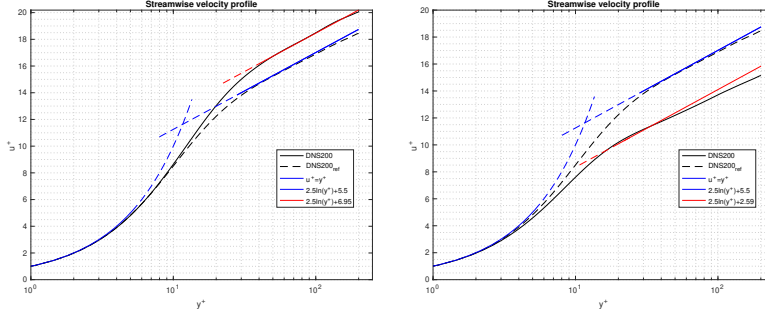 Streamwise velocity profile
20
18
16
14
12
10
8
6
4
2
0
u+
10^0
10^1
10^2
y+
DNS200
DNS200_ref
u+=y+
2.5ln(y+)+5.5
2.5ln(y+)+6.95
Streamwise velocity profile
20
18
16
14
12
10
8
6
4
2
0
u+
10^0
10^1
10^2
y+
DNS200
DNS200_ref
u+=y+
2.5ln(y+)+5.5
2.5ln(y+)+2.59